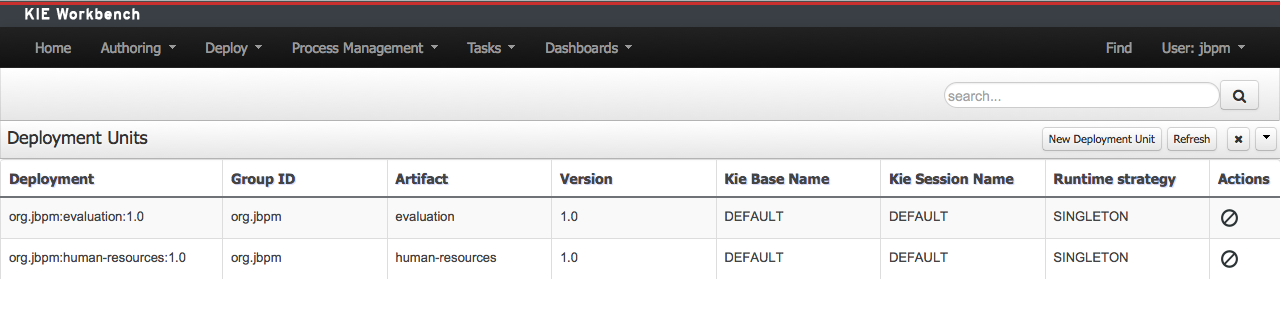 KIE Workbench
Home Authoring Deploy Process Management Tasks Dashboards Find User: jbpm
search...
Deployment Units New Deployment Unit Refresh
Deployment Group ID Artifact Version Kie Base Name Kie Session Name Runtime strategy Actions
org.jbpm:evaluation:1.0 org.jbpm evaluation 1.0 DEFAULT DEFAULT SINGLETON
org.jbpm:human-resources:1.0 org.jbpm human-resources 1.0 DEFAULT DEFAULT SINGLETON